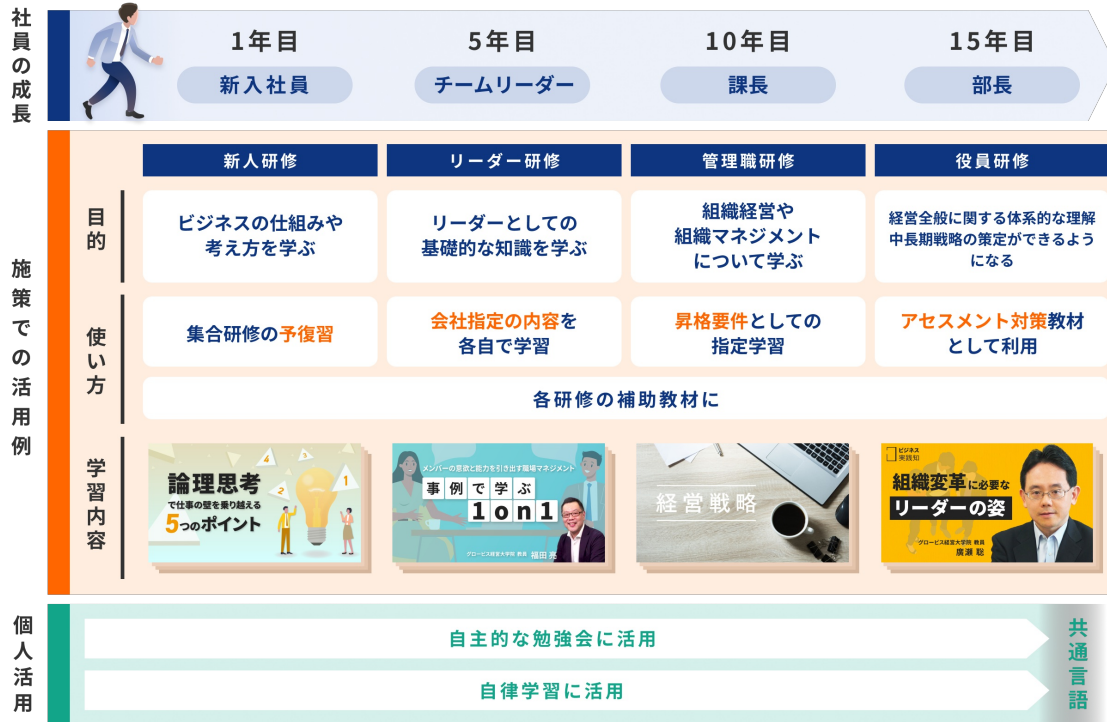 社員の成長
1年目
新入社員
5年目
チームリーダー
10年目
課長
15年目
部長
施策での活用例
新人研修
リーダー研修
管理職研修
役員研修
目的
ビジネスの仕組みや
考え方を学ぶ
リーダーとしての
基礎的な知識を学ぶ
組織経営や
組織マネジメント
について学ぶ
経営全般に関する体系的な理解
中長期戦略の策定ができるよう
になる
使い方
集合研修の予復習
会社指定の内容を
各自で学習
昇格要件としての
指定学習
アセスメント対策教材
として利用
各研修の補助教材に
学習内容
4
3
2
1
論理思考
で仕事の壁を乗り越える
5つのポイント
メンバーの意欲と能力を引き出す職場マネジメント
事例で学ぶ
1on1
グロービス経営大学院 教員 福田 亮
経営戦略
ビジネス
実践知
組織変革に必要な
リーダーの姿
グロービス経営大学院 教員
廣瀬 聡
個人活用
自主的な勉強会に活用
自律学習に活用
共通言語